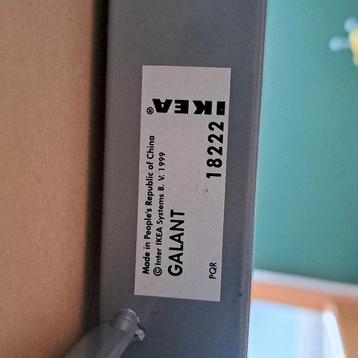 IKEA®
Made in People's Republic of China
© Inter IKEA Systems B. V. 1999
GALANT
18222
PQR